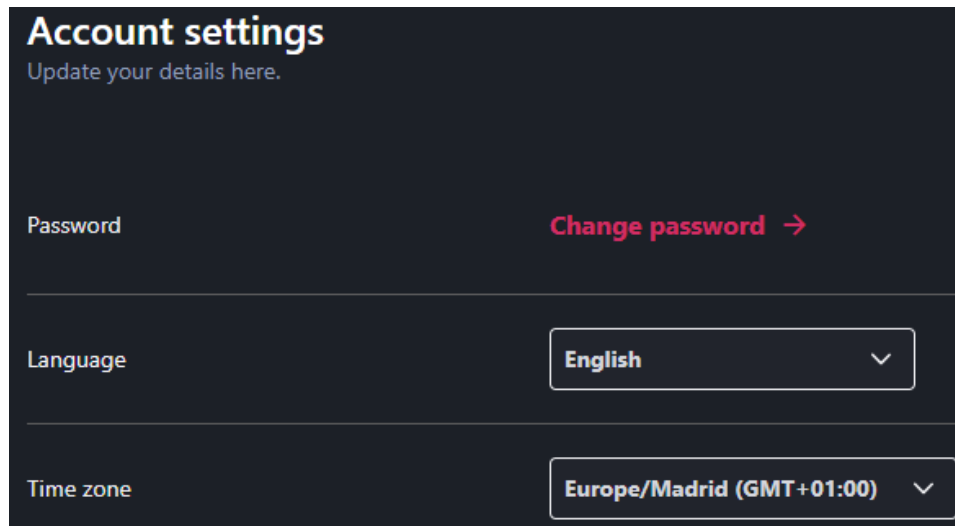 Account settings
Update your details here.
Password
Change password →
Language
English
Time zone
Europe/Madrid (GMT+01:00)